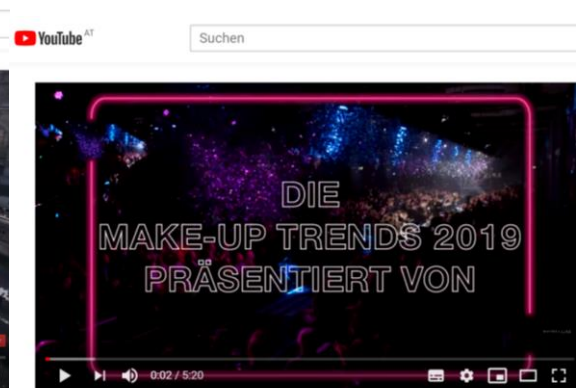 YouTube AT
Suchen
DIE
MAKE-UP TRENDS 2019
PRÄSENTIERT VON
0:02 / 5:20